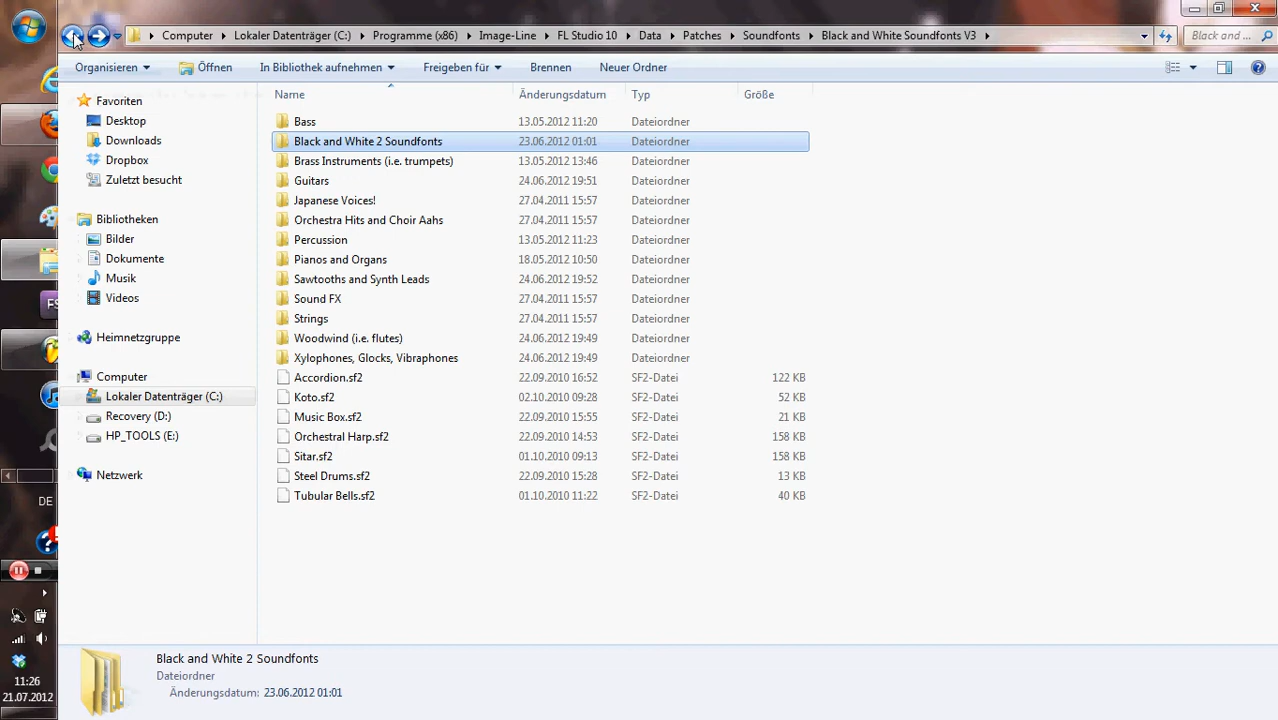 Computer Lokaler Datenträger (C:) Programme (x86) Image-Line FL Studio 10 Data Patches Soundfonts Black and White Soundfonts V3 Black and...
Organisieren Öffnen In Bibliothek aufnehmen Freigeben für Brennen Neuer Ordner
Favoriten
Desktop
Downloads
Dropbox
Zuletzt besucht
Bibliotheken
Bilder
Dokumente
Musik
Videos
Heimnetzgruppe
Computer
Lokaler Datenträger (C:)
Recovery (D:)
HP_TOOLS (E:)
Netzwerk
Name Änderungsdatum Typ Größe
Bass 13.05.2012 11:20 Dateiordner
Black and White 2 Soundfonts 23.06.2012 01:01 Dateiordner
Brass Instruments (i.e. trumpets) 13.05.2012 13:46 Dateiordner
Guitars 24.06.2012 19:51 Dateiordner
Japanese Voices! 27.04.2011 15:57 Dateiordner
Orchestra Hits and Choir Aahs 27.04.2011 15:57 Dateiordner
Percussion 13.05.2012 11:23 Dateiordner
Pianos and Organs 18.05.2012 10:50 Dateiordner
Sawtooths and Synth Leads 24.06.2012 19:52 Dateiordner
Sound FX 27.04.2011 15:57 Dateiordner
Strings 27.04.2011 15:57 Dateiordner
Woodwind (i.e. flutes) 24.06.2012 19:49 Dateiordner
Xylophones, Glocks, Vibraphones 24.06.2012 19:49 Dateiordner
Accordion.sf2 22.09.2010 16:52 SF2-Datei 122 KB
Koto.sf2 02.10.2010 09:28 SF2-Datei 52 KB
Music Box.sf2 22.09.2010 15:55 SF2-Datei 21 KB
Orchestral Harp.sf2 22.09.2010 14:53 SF2-Datei 158 KB
Sitar.sf2 01.10.2010 09:13 SF2-Datei 158 KB
Steel Drums.sf2 22.09.2010 15:28 SF2-Datei 13 KB
Tubular Bells.sf2 01.10.2010 11:22 SF2-Datei 40 KB
FS
DE
11:26
21.07.2012
Black and White 2 Soundfonts
Dateiordner
Änderungsdatum: 23.06.2012 01:01